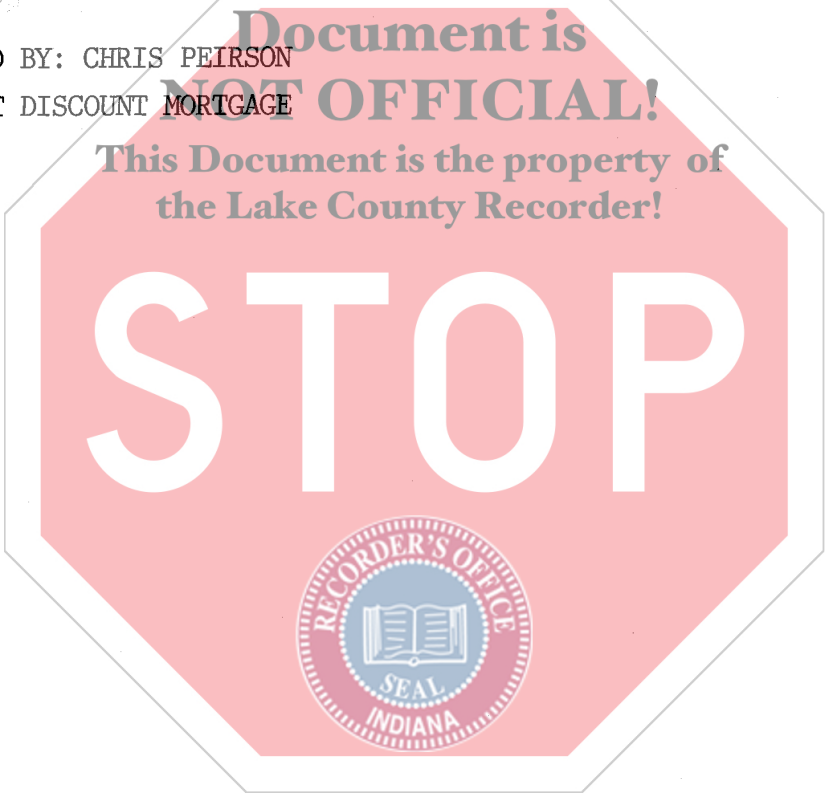 Document is
BY: CHRIS PEIRSON
NOT OFFICIAL!
DISCOUNT MORTGAGE
This Document is the property of
the Lake County Recorder!
STOP
RECORDER'S OFFICE
SEAL
INDIANA